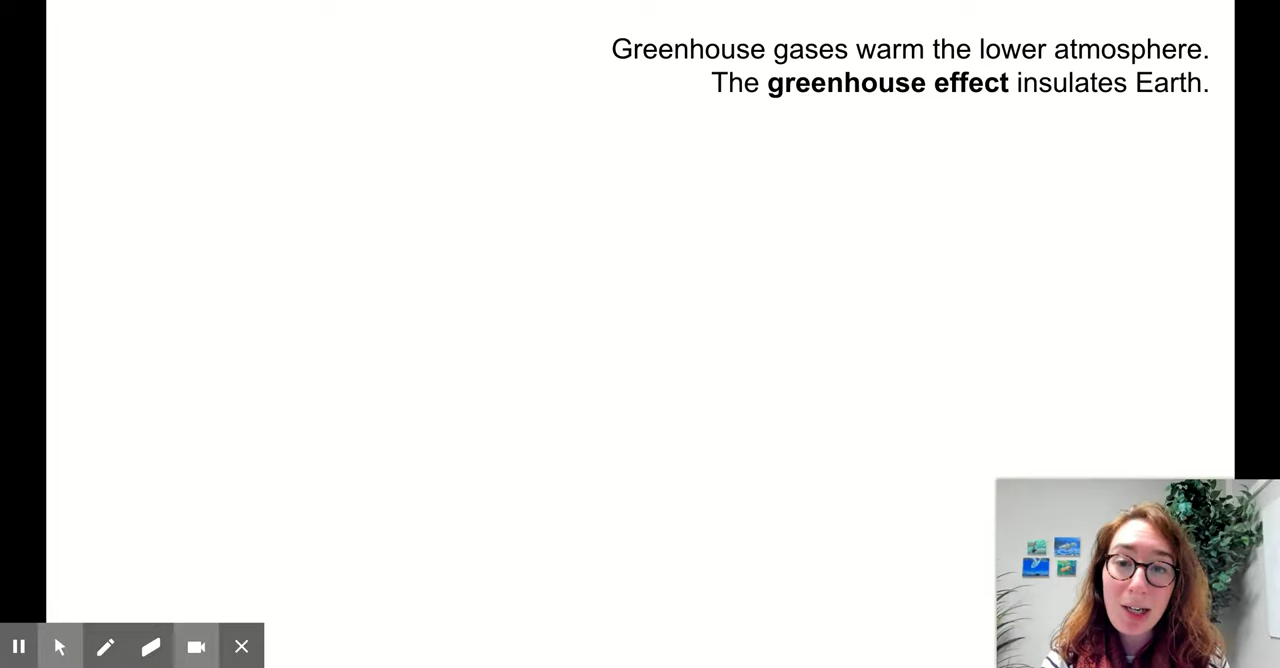 Greenhouse gases warm the lower atmosphere.
The greenhouse effect insulates Earth.